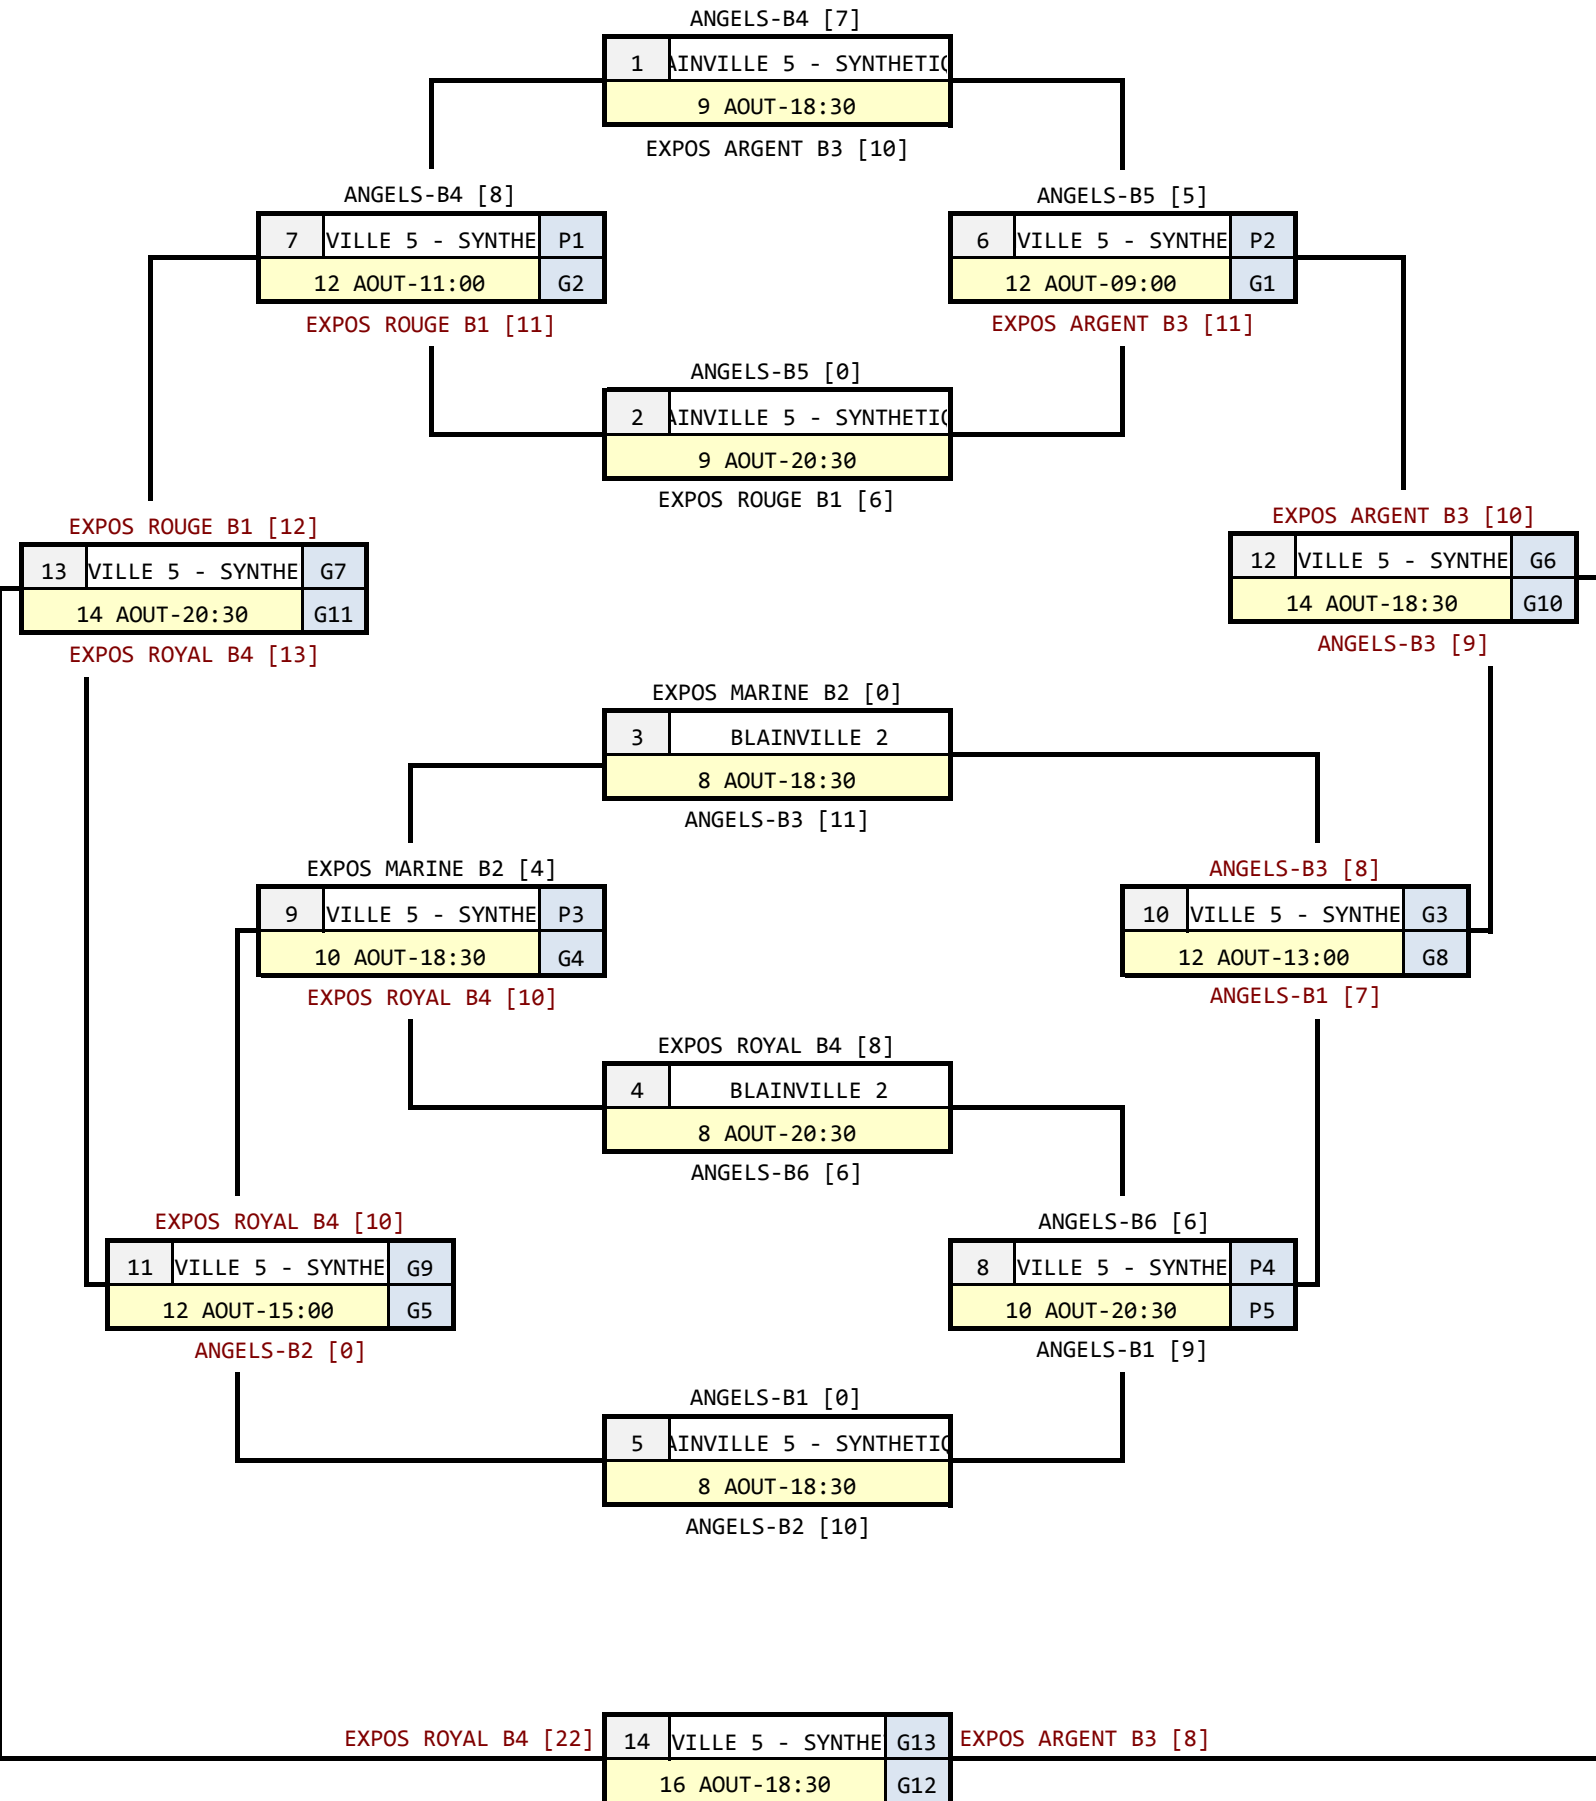 ANGELS-B4 [7]
1 AINVILLE 5 - SYNTHETIQ
9 AOUT-18:30
EXPOS ARGENT B3 [10]
ANGELS-B4 [8]
7 VILLE 5 - SYNTHE P1
12 AOUT-11:00 G2
EXPOS ROUGE B1 [11]
ANGELS-B5 [5]
6 VILLE 5 - SYNTHE P2
12 AOUT-09:00 G1
EXPOS ARGENT B3 [11]
ANGELS-B5 [0]
2 AINVILLE 5 - SYNTHETIQ
9 AOUT-20:30
EXPOS ROUGE B1 [6]
EXPOS ROUGE B1 [12]
13 VILLE 5 - SYNTHE G7
14 AOUT-20:30 G11
EXPOS ROYAL B4 [13]
EXPOS ARGENT B3 [10]
12 VILLE 5 - SYNTHE G6
14 AOUT-18:30 G10
ANGELS-B3 [9]
EXPOS MARINE B2 [0]
3 BLAINVILLE 2
8 AOUT-18:30
ANGELS-B3 [11]
EXPOS MARINE B2 [4]
9 VILLE 5 - SYNTHE P3
10 AOUT-18:30 G4
EXPOS ROYAL B4 [10]
ANGELS-B3 [8]
10 VILLE 5 - SYNTHE G3
12 AOUT-13:00 G8
ANGELS-B1 [7]
EXPOS ROYAL B4 [8]
4 BLAINVILLE 2
8 AOUT-20:30
ANGELS-B6 [6]
EXPOS ROYAL B4 [10]
11 VILLE 5 - SYNTHE G9
12 AOUT-15:00 G5
ANGELS-B2 [0]
ANGELS-B6 [6]
8 VILLE 5 - SYNTHE P4
10 AOUT-20:30 P5
ANGELS-B1 [9]
ANGELS-B1 [0]
5 AINVILLE 5 - SYNTHETIQ
8 AOUT-18:30
ANGELS-B2 [10]
EXPOS ROYAL B4 [22] 14 VILLE 5 - SYNTHE G13 EXPOS ARGENT B3 [8]
16 AOUT-18:30 G12